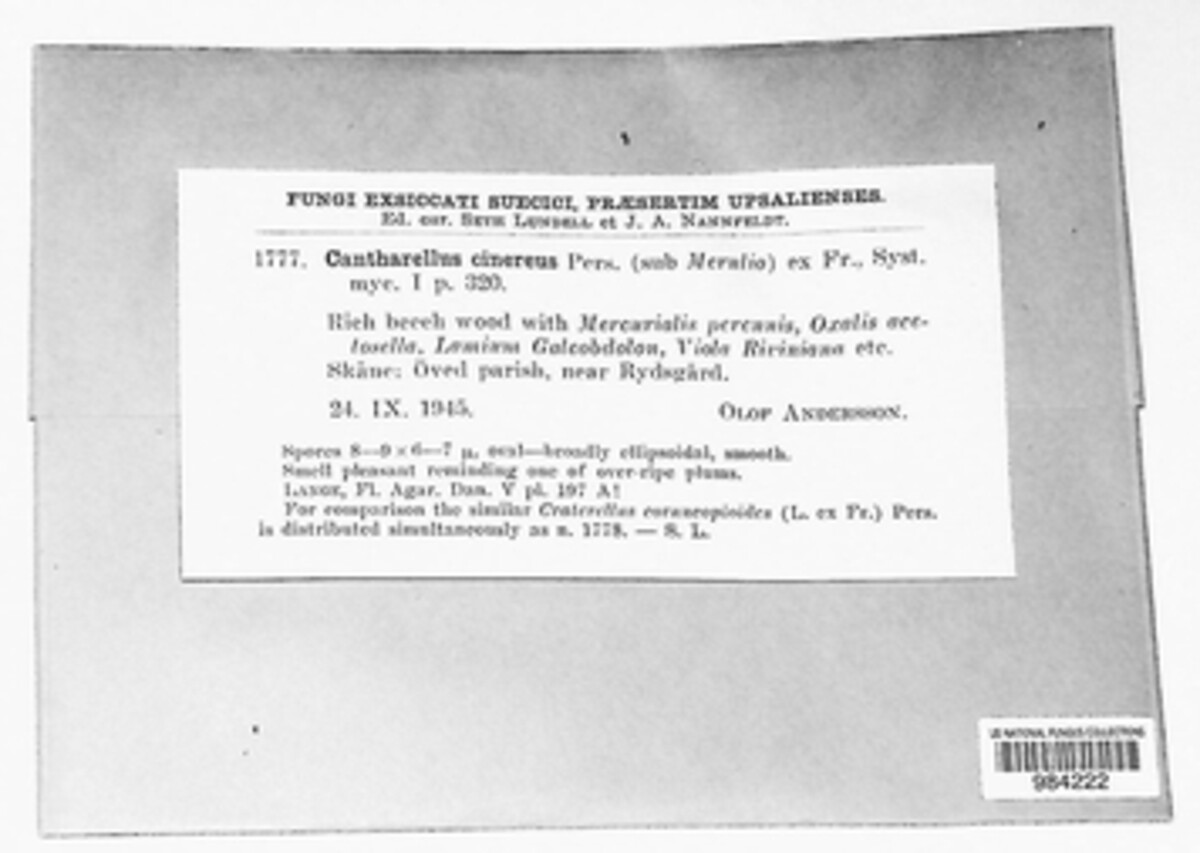 FUNGI EXSICCATI SUECICI, PRÆSERTIM UPSALIENSES.
Ed. cur. Seth Lundell et J. A. Nannfeldt.
1777. Cantharellus cinereus Pers. (sub Merulio) ex Fr., Syst.
myc. I p. 320.
Rich beech wood with Mercurialis perennis, Oxalis ace-
tosella, Lamium Galeobdolon, Viola Riviniana etc.
Skåne: Öved parish, near Rydsgård.
24. IX. 1945. Olof Andersson.
Spores 8—9 × 6—7 µ, oval—broadly ellipsoidal, smooth.
Smell pleasant reminding one of over-ripe plums.
Lange, Fl. Agar. Dan. V pl. 197 A!
For comparison the similar Craterellus cornucopioides (L. ex Fr.) Pers.
is distributed simultaneously as n. 1778. — S. L.
US NATIONAL FUNGUS COLLECTIONS
984222